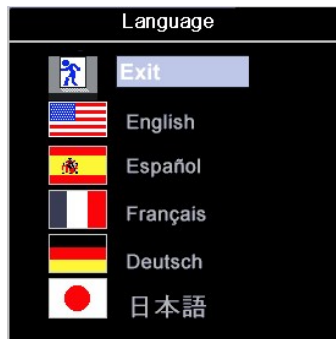 Language
Exit
English
Español
Français
Deutsch
日本語